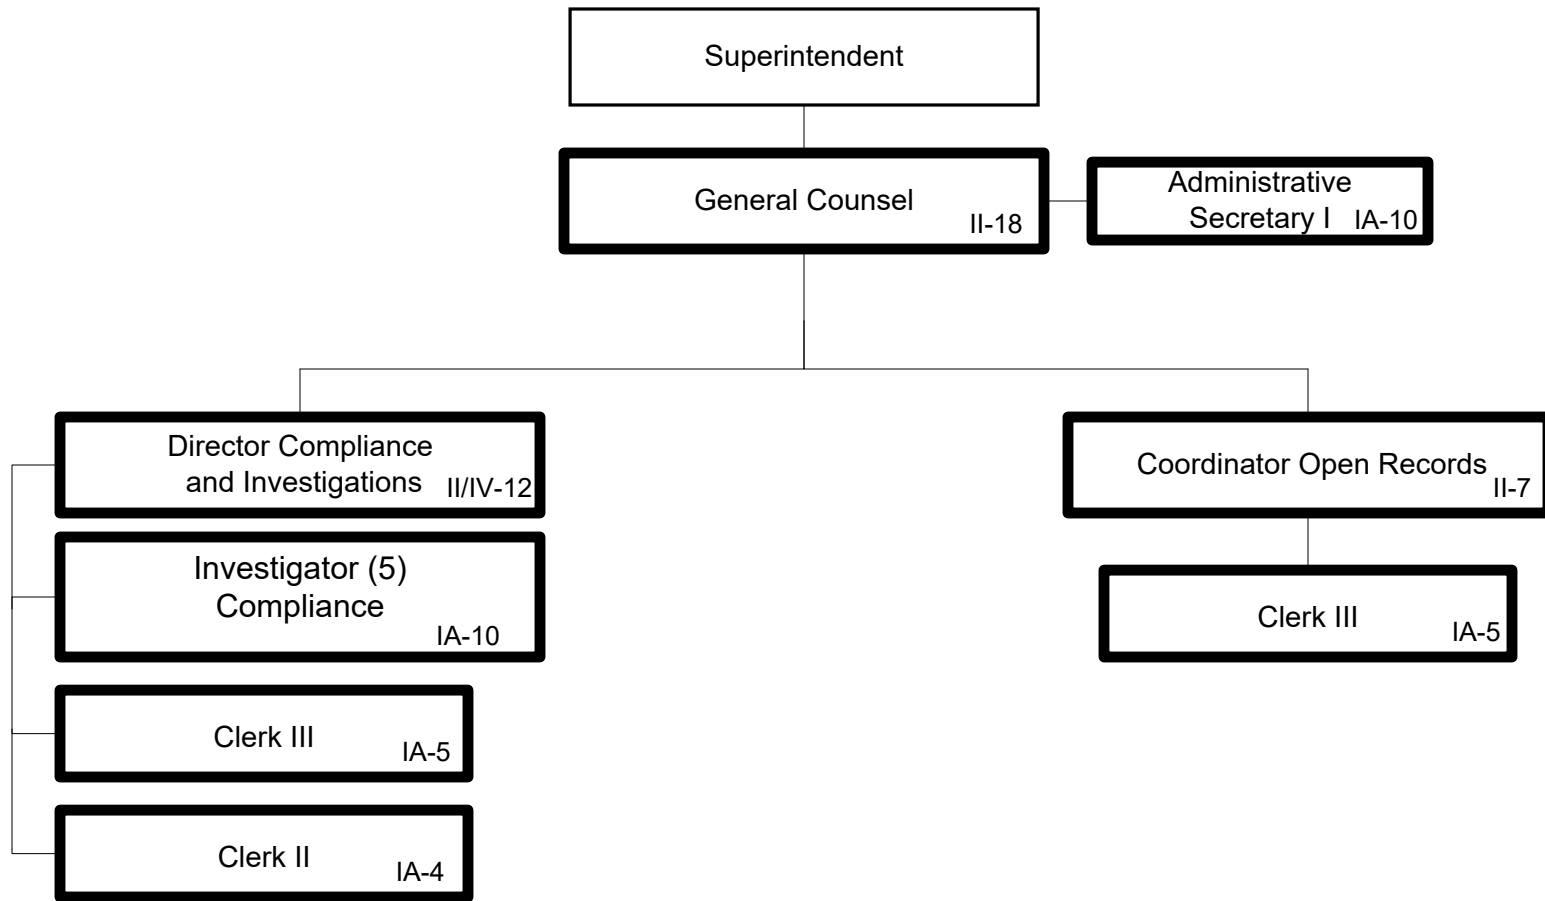 Superintendent
General Counsel
II-18
Administrative
Secretary I IA-10
Director Compliance
and Investigations II/IV-12
Coordinator Open Records
II-7
Investigator (5)
Compliance
IA-10
Clerk III
IA-5
Clerk III
IA-5
Clerk II
IA-4